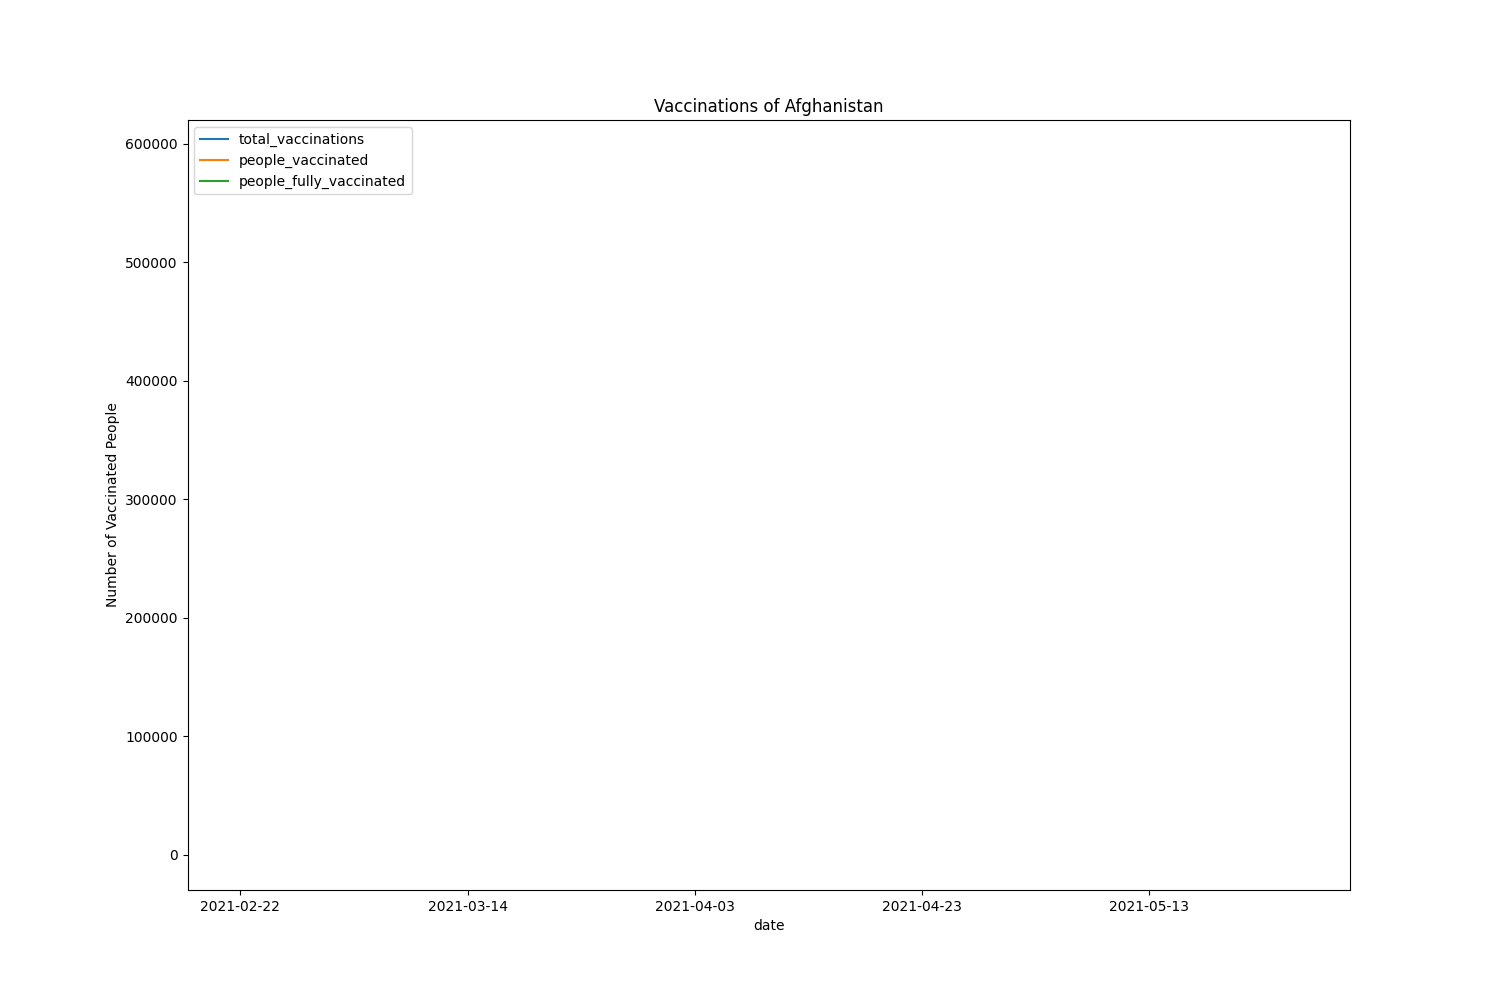 Vaccinations of Afghanistan
total_vaccinations
people_vaccinated
people_fully_vaccinated
600000
500000
400000
300000
200000
100000
0
Number of Vaccinated People
2021-02-22 2021-03-14 2021-04-03 2021-04-23 2021-05-13
date